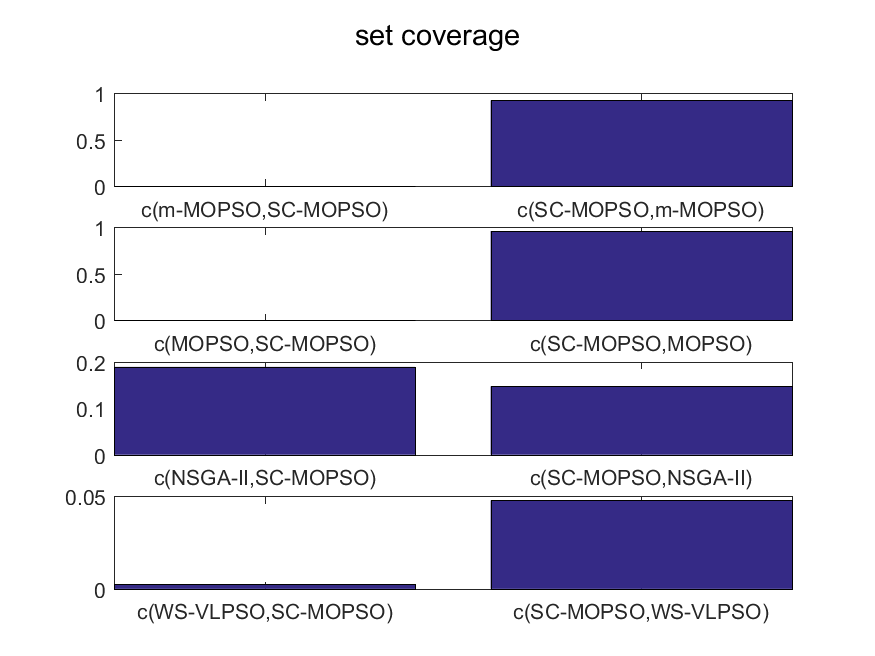 set coverage
1
0.5
0
c(m-MOPSO,SC-MOPSO) c(SC-MOPSO,m-MOPSO)
1
0.5
0
c(MOPSO,SC-MOPSO) c(SC-MOPSO,MOPSO)
0.2
0.1
0
c(NSGA-II,SC-MOPSO) c(SC-MOPSO,NSGA-II)
0.05
0
c(WS-VLPSO,SC-MOPSO) c(SC-MOPSO,WS-VLPSO)